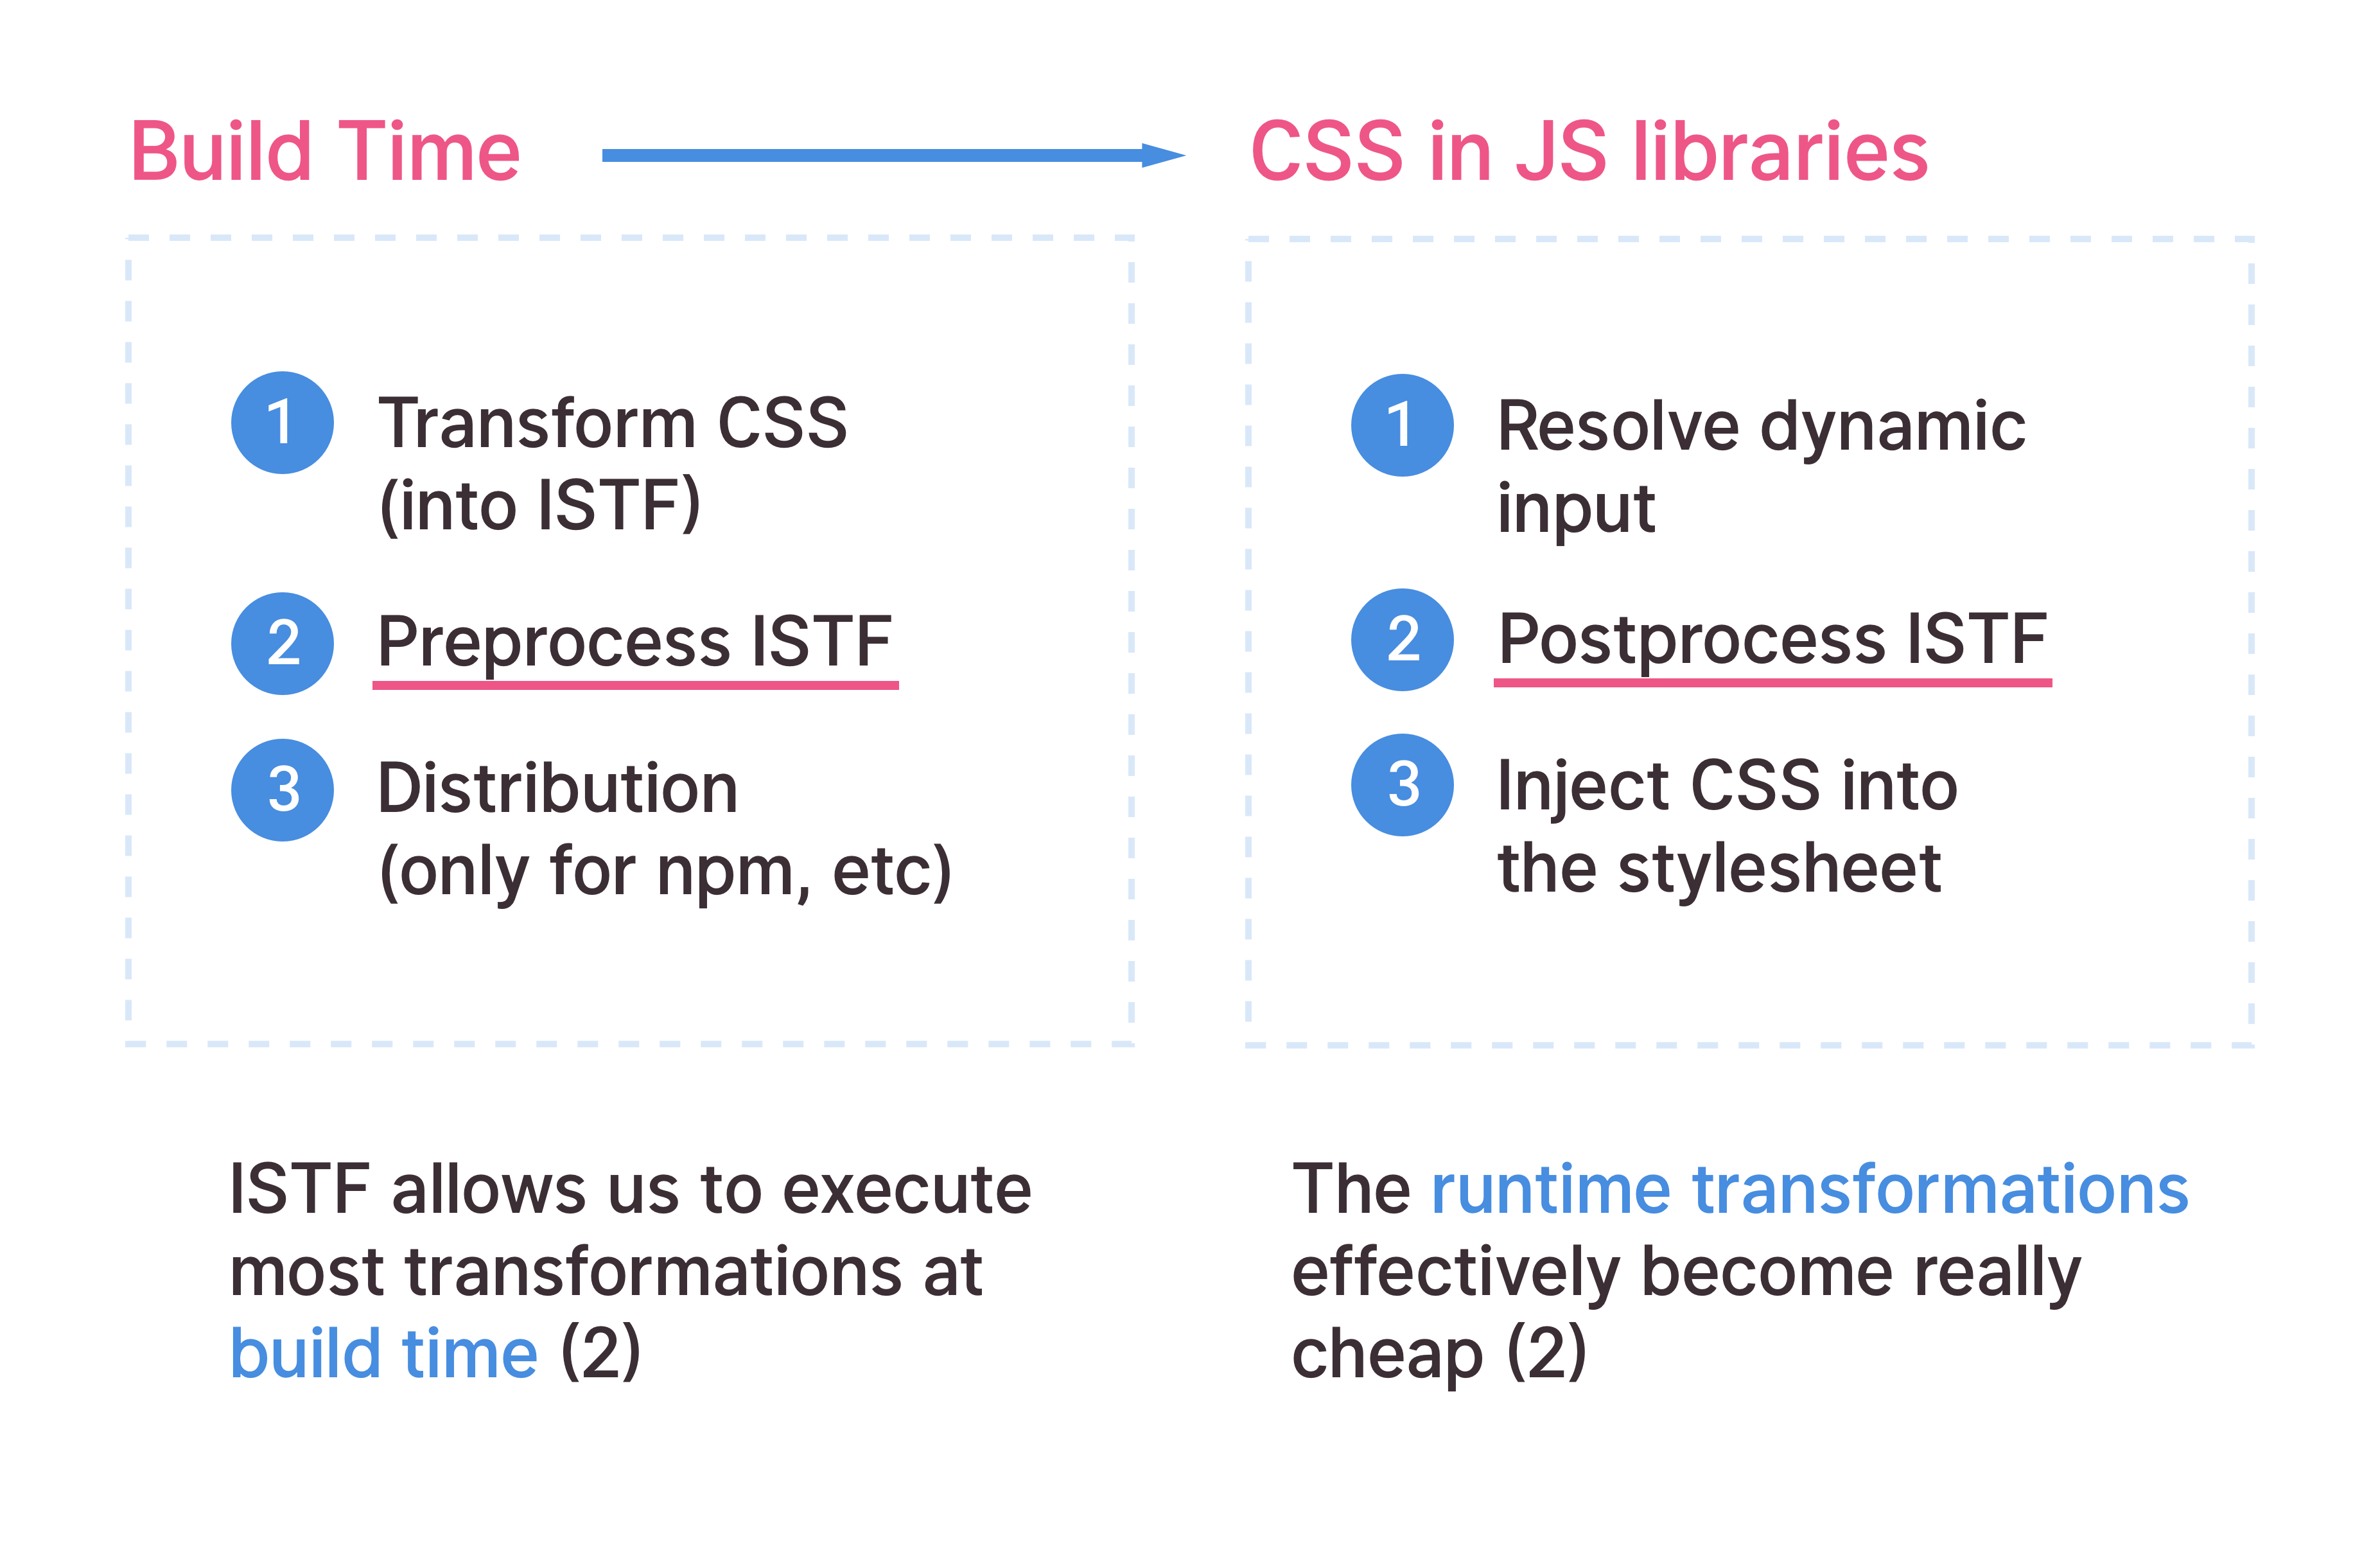 Build Time
CSS in JS libraries
1 Transform CSS
(into ISTF)
2 Preprocess ISTF
3 Distribution
(only for npm, etc)
1 Resolve dynamic
input
2 Postprocess ISTF
3 Inject CSS into
the stylesheet
ISTF allows us to execute
most transformations at
build time (2)
The runtime transformations
effectively become really
cheap (2)